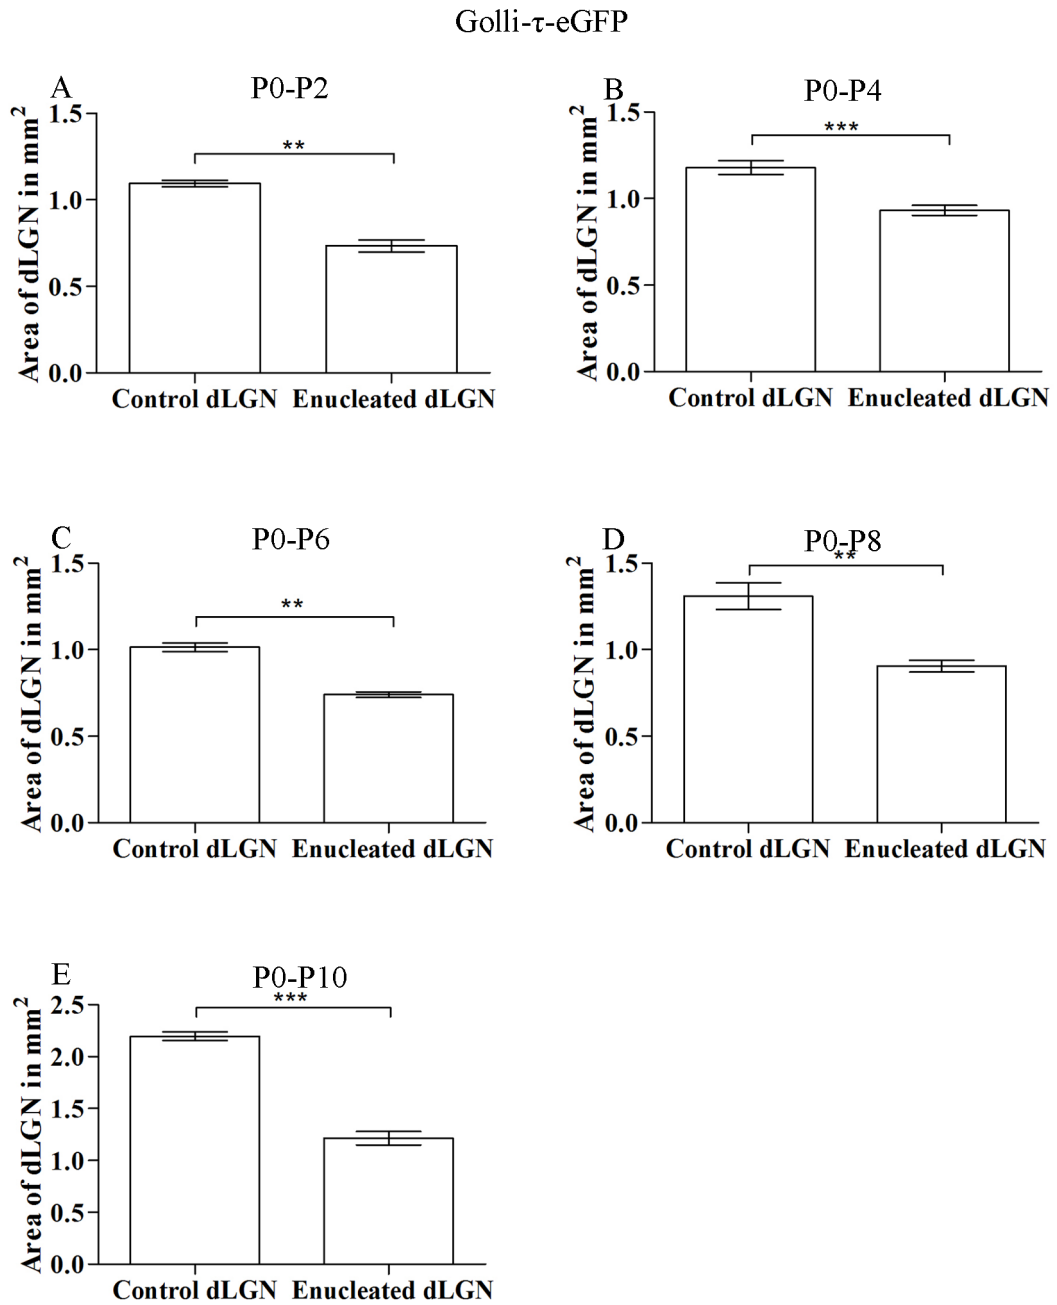 Golli-τ-eGFP
A
P0-P2
Area of dLGN in mm²
1.5
1.0
0.5
0.0
**
Control dLGN Enucleated dLGN
B
P0-P4
Area of dLGN in mm²
1.5
1.0
0.5
0.0
***
Control dLGN Enucleated dLGN
C
P0-P6
Area of dLGN in mm²
1.5
1.0
0.5
0.0
**
Control dLGN Enucleated dLGN
D
P0-P8
Area of dLGN in mm²
1.5
1.0
0.5
0.0
**
Control dLGN Enucleated dLGN
E
P0-P10
Area of dLGN in mm²
2.5
2.0
1.5
1.0
0.5
0.0
***
Control dLGN Enucleated dLGN